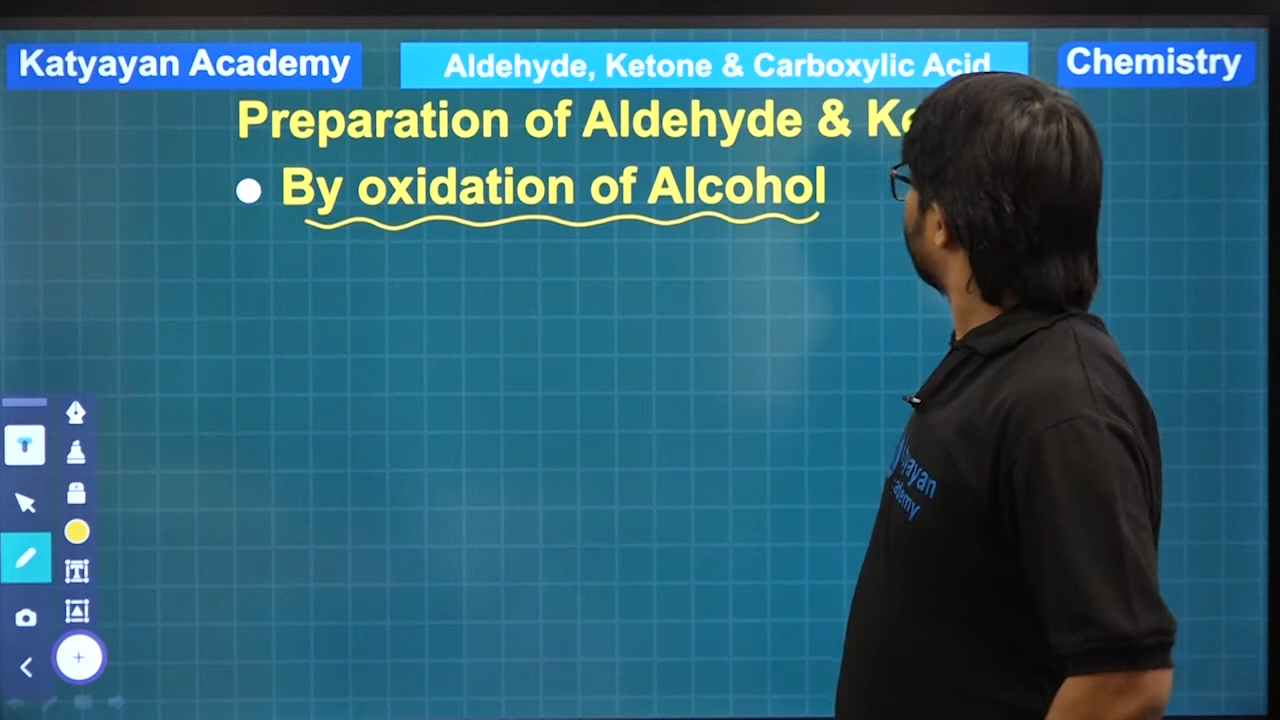 Katyayan Academy
Aldehyde, Ketone & Carboxylic Acid
Chemistry
Preparation of Aldehyde &
By oxidation of Alcohol